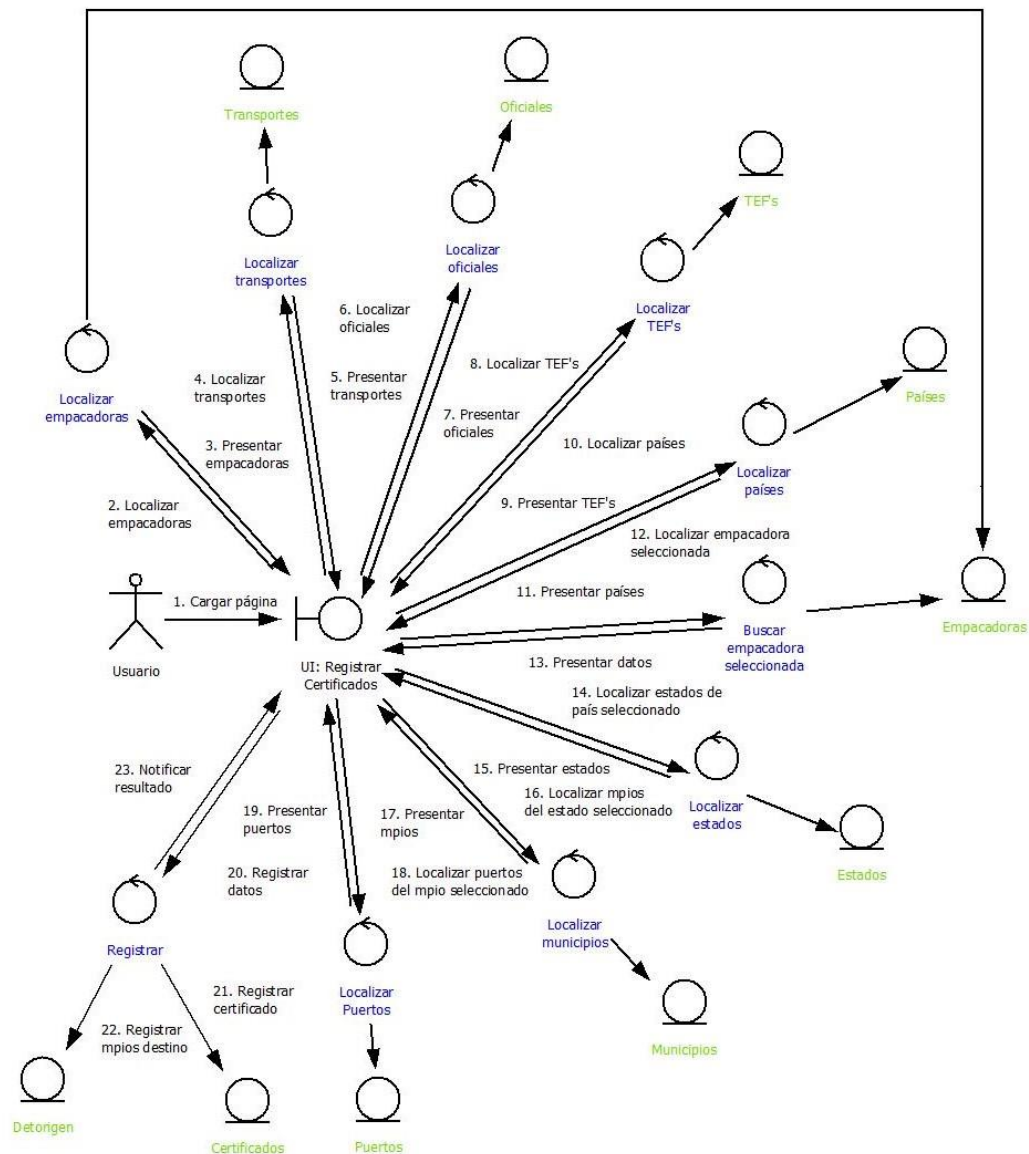 Transportes
Oficiales
TEF's
Localizar
transportes
Localizar
oficiales
Localizar
TEF's
Países
Localizar
empacadoras
6. Localizar
oficiales
8. Localizar TEF's
4. Localizar
transportes
5. Presentar
transportes
7. Presentar
oficiales
10. Localizar países
3. Presentar
empacadoras
Localizar
países
2. Localizar
empacadoras
9. Presentar TEF's
12. Localizar empacadora
seleccionada
1. Cargar página
11. Presentar países
Usuario
UI: Registrar
Certificados
Buscar
empacadora
seleccionada
Empacadoras
13. Presentar datos
14. Localizar estados de
país seleccionado
23. Notificar
resultado
15. Presentar estados
16. Localizar mpios
del estado seleccionado
Localizar
estados
19. Presentar
puertos
17. Presentar
mpios
20. Registrar
datos
18. Localizar puertos
del mpio seleccionado
Estados
Registrar
Localizar
municipios
21. Registrar
certificado
Localizar
Puertos
22. Registrar
mpios destino
Municipios
Detorigen
Certificados
Puertos